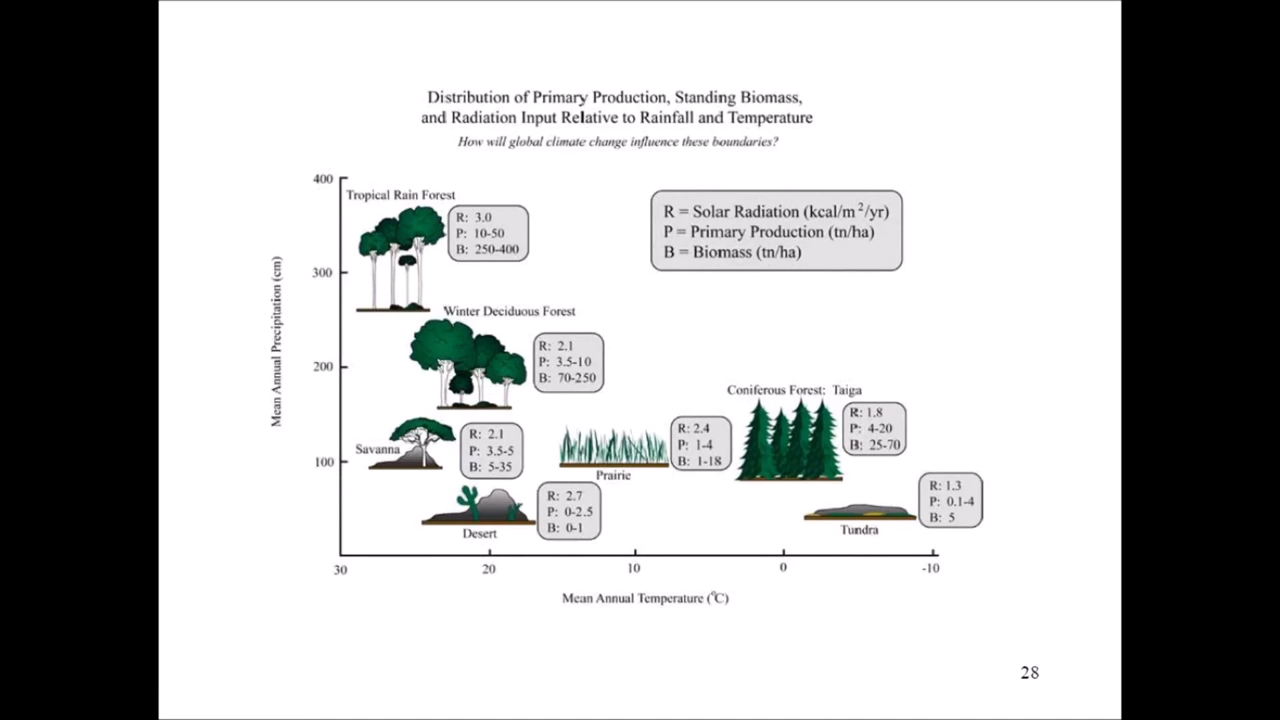 Distribution of Primary Production, Standing Biomass,
and Radiation Input Relative to Rainfall and Temperature
How will global climate change influence these boundaries?
400
300
200
100
Mean Annual Precipitation (cm)
Tropical Rain Forest
R: 3.0
P: 10-50
B: 250-400
R = Solar Radiation (kcal/m²/yr)
P = Primary Production (tn/ha)
B = Biomass (tn/ha)
Winter Deciduous Forest
R: 2.1
P: 3.5-10
B: 70-250
Coniferous Forest: Taiga
R: 1.8
P: 4-20
B: 25-70
Savanna
R: 2.1
P: 3.5-5
B: 5-35
Prairie
R: 2.4
P: 1-4
B: 1-18
Desert
R: 2.7
P: 0-2.5
B: 0-1
Tundra
R: 1.3
P: 0.1-4
B: 5
30
20
10
0
-10
Mean Annual Temperature (°C)
28